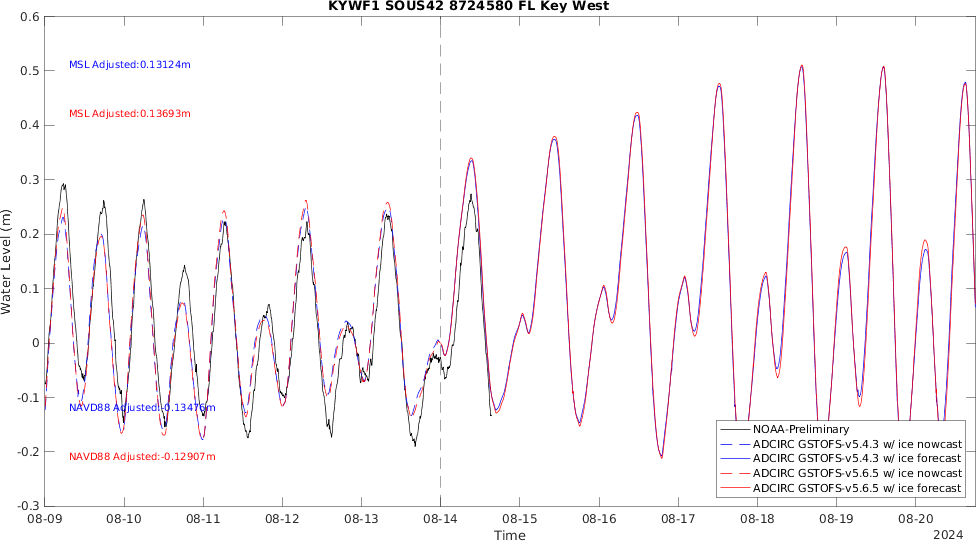 KYWF1 SOUS42 8724580 FL Key West
0.6
0.5
0.4
0.3
0.2
0.1
0
-0.1
-0.2
-0.3
Water Level (m)
MSL Adjusted:0.13124m
MSL Adjusted:0.13693m
NAVD88 Adjusted:-0.13476m
NAVD88 Adjusted:-0.12907m
NOAA-Preliminary
ADCIRC GSTOFS-v5.4.3 w/ ice nowcast
ADCIRC GSTOFS-v5.4.3 w/ ice forecast
ADCIRC GSTOFS-v5.6.5 w/ ice nowcast
ADCIRC GSTOFS-v5.6.5 w/ ice forecast
08-09 08-10 08-11 08-12 08-13 08-14 08-15 08-16 08-17 08-18 08-19 08-20
2024
Time